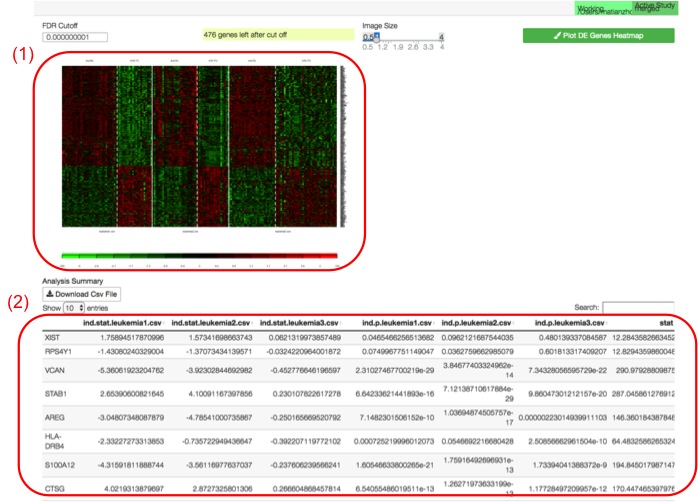 Working
Active Study
merged
FDR Cutoff
0.000000001
476 genes left after cut off
Image Size
0.5 1 4
0.5 1.2 1.9 2.6 3.3 4
Plot DE Genes Heatmap
(1)
(2)
Analysis Summary
Download Csv File
Show 10 entries
Search:
ind.stat.leukemia1.csv ind.stat.leukemia2.csv ind.stat.leukemia3.csv ind.p.leukemia1.csv ind.p.leukemia2.csv ind.p.leukemia3.csv stat
XIST 1.75894517870996 1.57341698663743 0.0621319973857489 0.0465466256513682 0.0962121687544035 0.480139337084587 12.2843582663452
RPS4Y1 -1.43080240329004 -1.37073434139571 -0.0324220964001872 0.0749967751149047 0.0362759662985079 0.601813317409207 12.8294359860048
VCAN -5.36061923204762 -3.92302844692982 -0.452776646196597 2.31027467700219e-29 3.84677403324962e-14 7.34328056595729e-22 290.979288098757
STAB1 2.65390600821645 4.10091167397856 0.230107822617278 6.64233621441893e-16 7.12138710617884e-29 9.86047301212157e-20 287.045861276912
AREG -3.04807348087879 -4.78541000735867 -0.250165669520792 7.1482301506152e-10 1.03694874505757e-17 0.00000223014939911103 146.360184387848
HLA-DRB4 -2.33227273313853 -0.735722949436647 -0.392207119772102 0.000725219996012073 0.0546692216680428 2.50856662961504e-10 64.4832586265324
S100A12 -4.31591811888744 -3.56116977637037 -0.237606239566241 1.60546633800265e-21 1.75916492696931e-13 1.73394041388372e-9 194.845017987147
CTSG 4.0219313879697 2.8727325801306 0.266604868457814 6.54055486019511e-13 1.26271973633199e-13 1.17728497209957e-12 170.447465397976